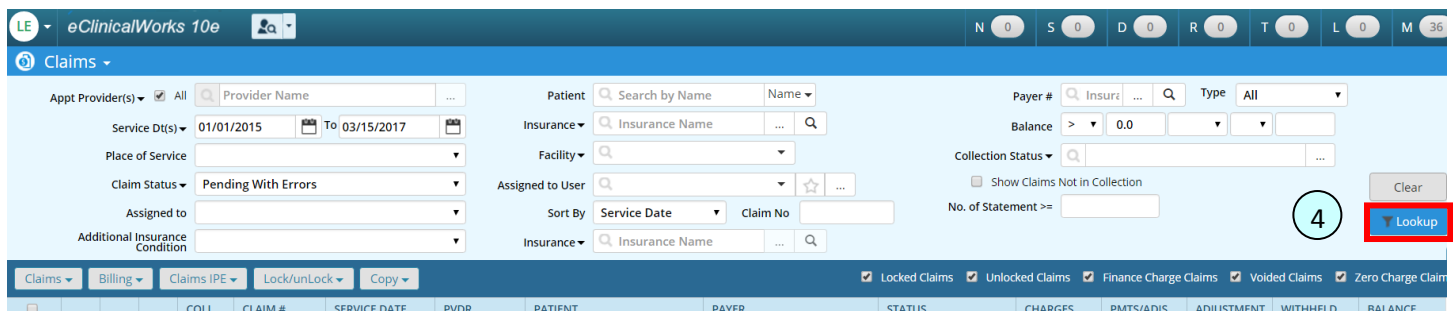 LE eClinicalWorks 10e N 0 S 0 D 0 R 0 T 0 L 0 M 36
Claims
Appt Provider(s) All Provider Name ... Patient Search by Name Name Payer # Insura ... Type All
Service Dt(s) 01/01/2015 To 03/15/2017 Insurance Insurance Name ... Balance > 0.0
Place of Service Facility Collection Status ...
Claim Status Pending With Errors Assigned to User ... Show Claims Not in Collection Clear
Assigned to Sort By Service Date Claim No No. of Statement >= 4 Lookup
Additional Insurance
Condition Insurance Insurance Name ...
Claims Billing Claims IPE Lock/unLock Copy Locked Claims Unlocked Claims Finance Charge Claims Voided Claims Zero Charge Claim
COLL CLAIM # SERVICE DATE PVDR PATIENT PAYER STATUS CHARGES PMTS/ADJS ADJUSTMENT WITHHELD BALANCE